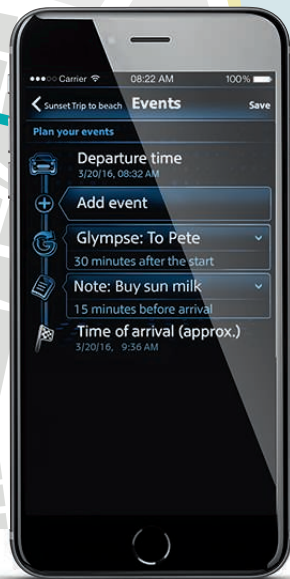 Carrier 08:22 AM 100%
Sunset Trip to beach Events Save
Plan your events
Departure time
3/20/16, 08:32 AM
Add event
Glympse: To Pete
30 minutes after the start
Note: Buy sun milk
15 minutes before arrival
Time of arrival (approx.)
3/20/16, 9:36 AM